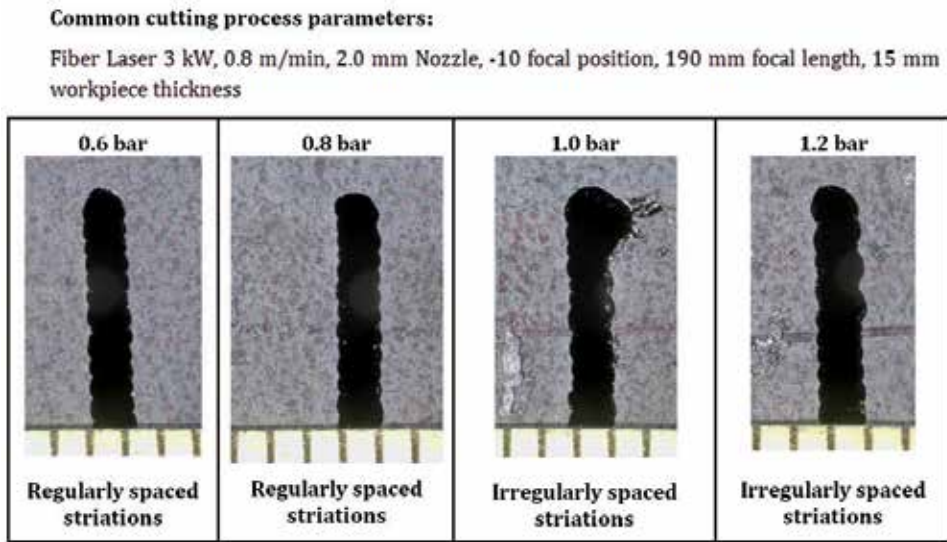 Common cutting process parameters:
Fiber Laser 3 kW, 0.8 m/min, 2.0 mm Nozzle, -10 focal position, 190 mm focal length, 15 mm
workpiece thickness
0.6 bar
0.8 bar
1.0 bar
1.2 bar
Regularly spaced
striations
Regularly spaced
striations
Irregularly spaced
striations
Irregularly spaced
striations